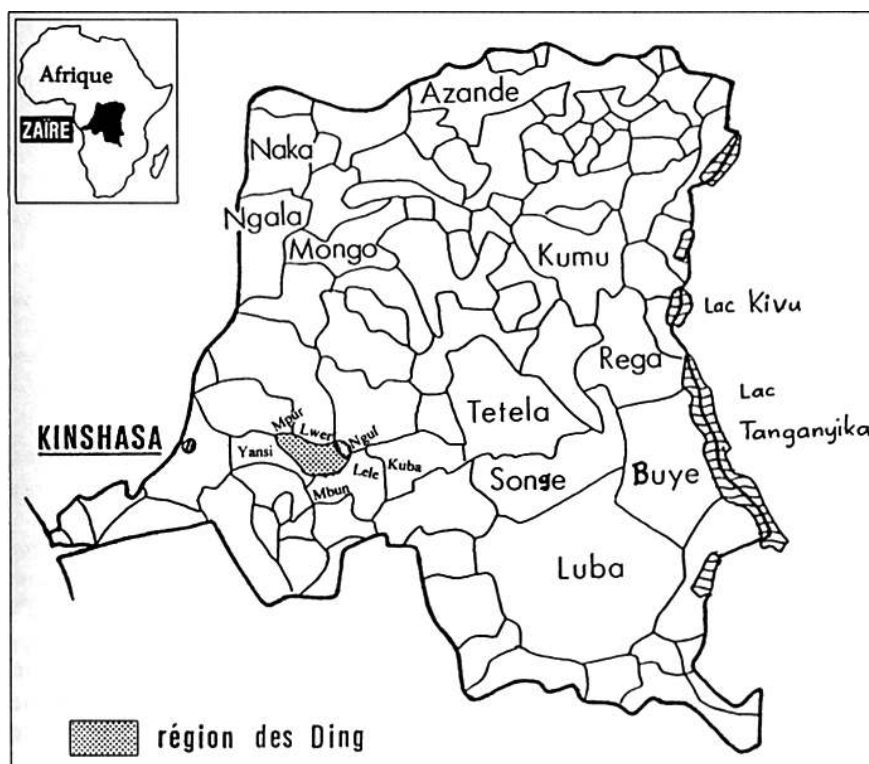 Afrique
ZAÏRE
Azande
Naka
Ngala
Mongo
Kumu
Lac Kivu
Rega
Lac
Tanganyika
Tetela
KINSHASA
Mpur
Lwer
Ngul
Yansi
Lele
Kuba
Mbun
Songe
Buye
Luba
région des Ding